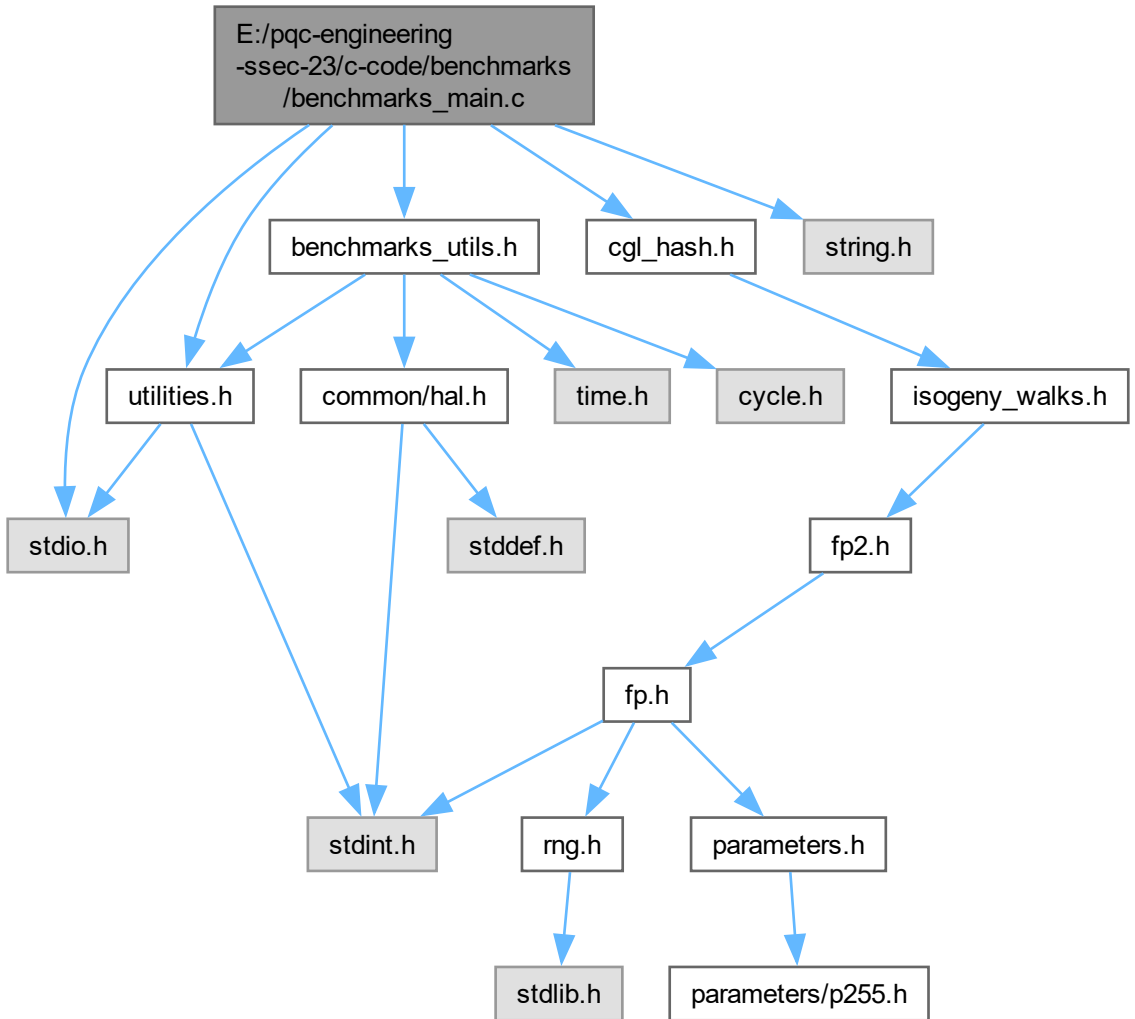 E:/pqc-engineering
-ssec-23/c-code/benchmarks
/benchmarks_main.c
benchmarks_utils.h
cgl_hash.h
string.h
utilities.h
common/hal.h
time.h
cycle.h
isogeny_walks.h
stdio.h
stddef.h
fp2.h
fp.h
stdint.h
rng.h
parameters.h
stdlib.h
parameters/p255.h